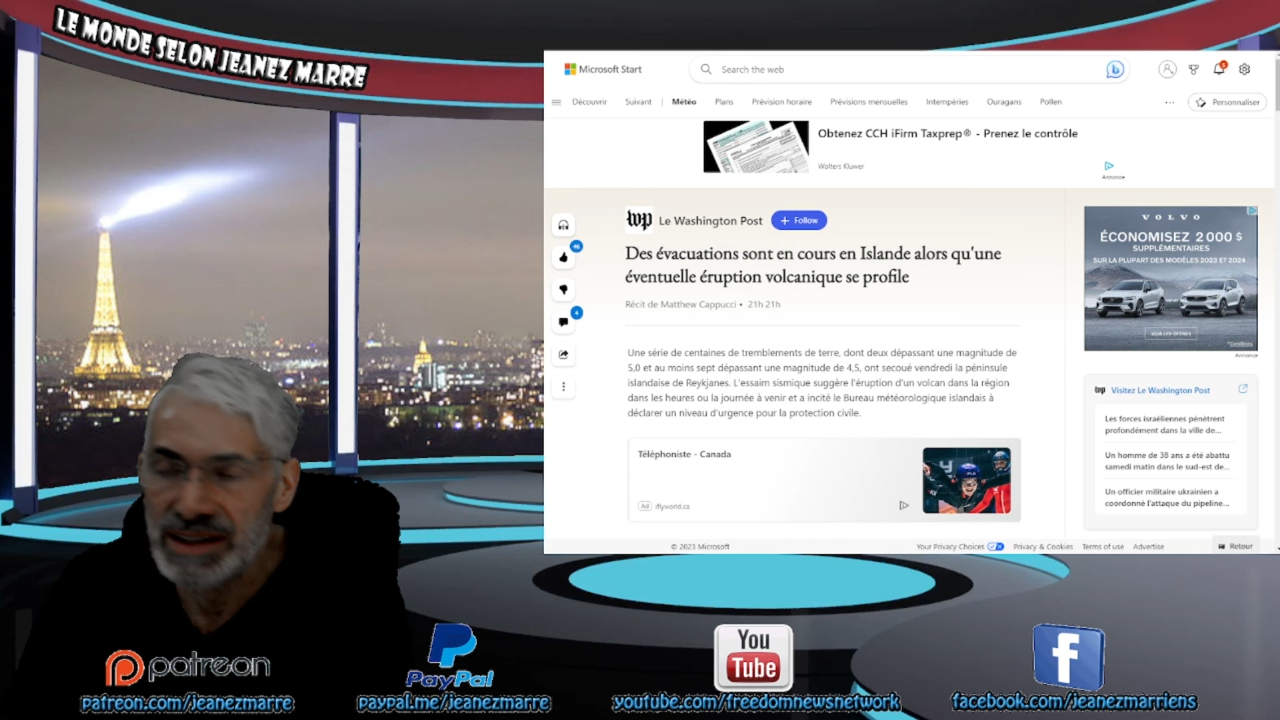 LE MONDE SELON JEANEZ MARRE
Microsoft Start
Search the web
Découvrir Suivant Météo Plans Prévision horaire Prévisions mensuelles Intempéries Ouragans Pollen ... Personnaliser
Obtenez CCH iFirm Taxprep® - Prenez le contrôle
Wolters Kluwer
Annonce
Le Washington Post + Follow
Des évacuations sont en cours en Islande alors qu'une
éventuelle éruption volcanique se profile
Récit de Matthew Cappucci • 21h 21h
46
4
Une série de centaines de tremblements de terre, dont deux dépassant une magnitude de
5,0 et au moins sept dépassant une magnitude de 4,5, ont secoué vendredi la péninsule
islandaise de Reykjanes. L'essaim sismique suggère l'éruption d'un volcan dans la région
dans les heures ou la journée à venir et a incité le Bureau météorologique islandais à
déclarer un niveau d'urgence pour la protection civile.
Téléphoniste - Canada
Ad iflyworld.ca
VOLVO
ÉCONOMISEZ 2 000 $
SUPPLÉMENTAIRES
SUR LA PLUPART DES MODÈLES 2023 ET 2024
VOIR LES OFFRES
*Conditions
Annonce
wp Visitez Le Washington Post
Les forces israéliennes pénètrent
profondément dans la ville de...
Un homme de 38 ans a été abattu
samedi matin dans le sud-est de...
Un officier militaire ukrainien a
coordonné l'attaque du pipeline...
© 2023 Microsoft Your Privacy Choices Privacy & Cookies Terms of use Advertise Retour
patreon
patreon.com/jeanezmarre
PayPal
paypal.me/jeanezmarre
You
Tube
youtube.com/freedomnewsnetwork
f
facebook.com/jeanezmarriens